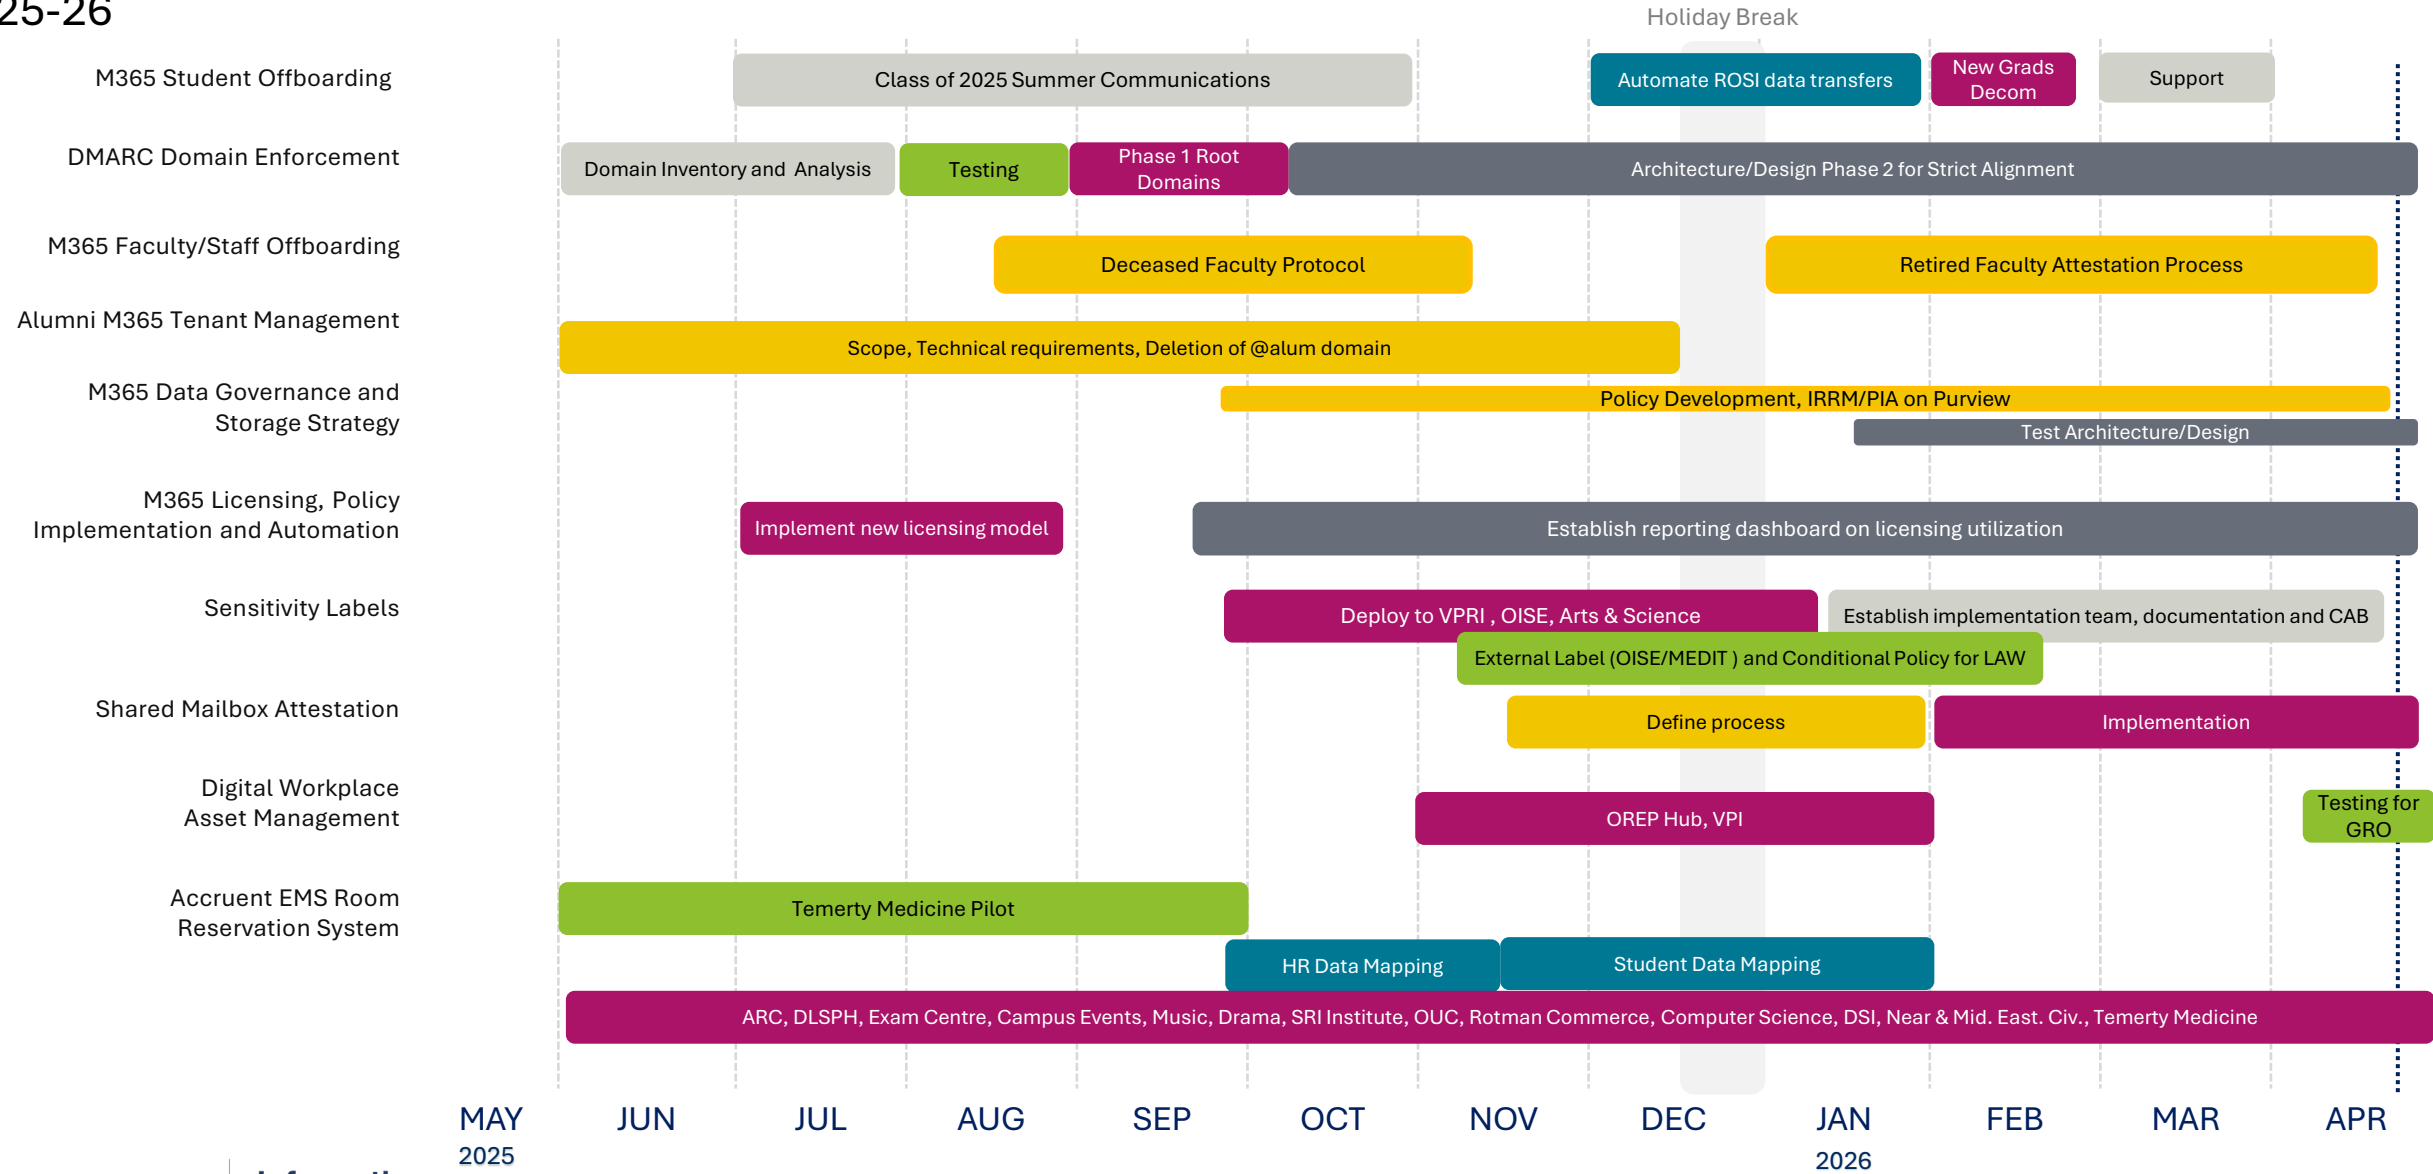 25-26
Holiday Break
M365 Student Offboarding
Class of 2025 Summer Communications
Automate ROSI data transfers
New Grads
Decom
Support
DMARC Domain Enforcement
Domain Inventory and Analysis
Testing
Phase 1 Root
Domains
Architecture/Design Phase 2 for Strict Alignment
M365 Faculty/Staff Offboarding
Deceased Faculty Protocol
Retired Faculty Attestation Process
Alumni M365 Tenant Management
Scope, Technical requirements, Deletion of @alum domain
M365 Data Governance and
Storage Strategy
Policy Development, IRRM/PIA on Purview
Test Architecture/Design
M365 Licensing, Policy
Implementation and Automation
Implement new licensing model
Establish reporting dashboard on licensing utilization
Sensitivity Labels
Deploy to VPRI , OISE, Arts & Science
Establish implementation team, documentation and CAB
External Label (OISE/MEDIT ) and Conditional Policy for LAW
Shared Mailbox Attestation
Define process
Implementation
Digital Workplace
Asset Management
OREP Hub, VPI
Testing for
GRO
Accruent EMS Room
Reservation System
Temerty Medicine Pilot
HR Data Mapping
Student Data Mapping
ARC, DLSPH, Exam Centre, Campus Events, Music, Drama, SRI Institute, OUC, Rotman Commerce, Computer Science, DSI, Near & Mid. East. Civ., Temerty Medicine
MAY
2025
JUN
JUL
AUG
SEP
OCT
NOV
DEC
JAN
2026
FEB
MAR
APR